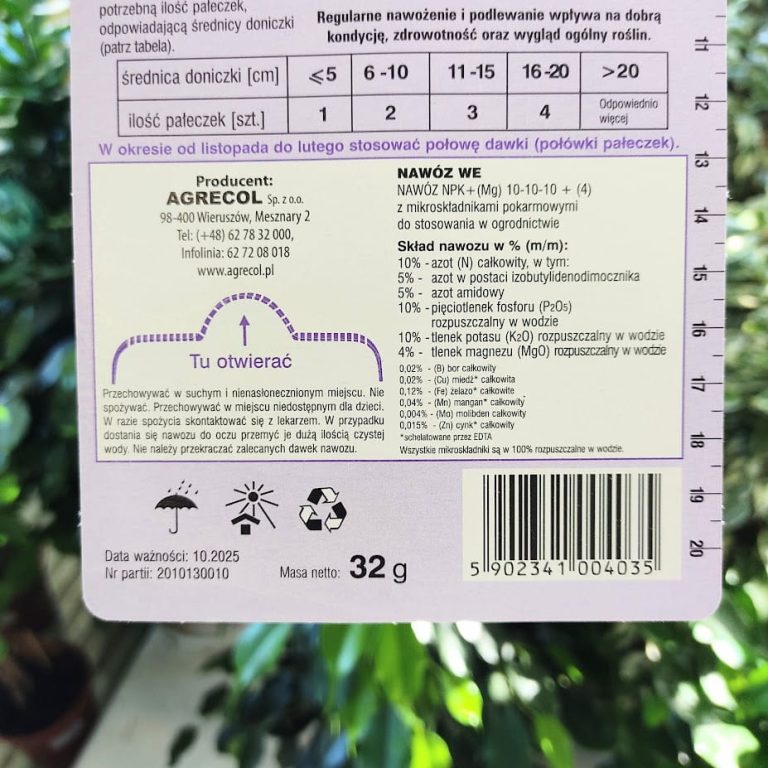 potrzebną ilość pałeczek,
odpowiadającą średnicy doniczki
(patrz tabela).
Regularne nawożenie i podlewanie wpływa na dobrą
kondycję, zdrowotność oraz wygląd ogólny roślin.
średnica doniczki [cm] ⩽5 6-10 11-15 16-20 >20
ilość pałeczek [szt.] 1 2 3 4 Odpowiednio więcej
W okresie od listopada do lutego stosować połowę dawki (połówki pałeczek).
Producent:
AGRECOL Sp. z o.o.
98-400 Wieruszów, Mesznary 2
Tel: (+48) 62 78 32 000,
Infolinia: 62 72 08 018
www.agrecol.pl
Tu otwierać
Przechowywać w suchym i nienasłonecznionym miejscu. Nie
spożywać. Przechowywać w miejscu niedostępnym dla dzieci.
W razie spożycia skontaktować się z lekarzem. W przypadku
dostania się nawozu do oczu przemyć je dużą ilością czystej
wody. Nie należy przekraczać zalecanych dawek nawozu.
NAWÓZ WE
NAWÓZ NPK+(Mg) 10-10-10 + (4)
z mikroskładnikami pokarmowymi
do stosowania w ogrodnictwie
Skład nawozu w % (m/m):
10% - azot (N) całkowity, w tym:
5% - azot w postaci izobutylidenodimocznika
5% - azot amidowy
10% - pięciotlenek fosforu (P2O5)
rozpuszczalny w wodzie
10% - tlenek potasu (K2O) rozpuszczalny w wodzie
4% - tlenek magnezu (MgO) rozpuszczalny w wodzie
0,02% - (B) bor całkowity
0,02% - (Cu) miedź* całkowita
0,12% - (Fe) żelazo* całkowite
0,04% - (Mn) mangan* całkowity
0,004% - (Mo) molibden całkowity
0,015% - (Zn) cynk* całkowity
*schelatowane przez EDTA
Wszystkie mikroskładniki są w 100% rozpuszczalne w wodzie.
Data ważności: 10.2025
Nr partii: 2010130010
Masa netto: 32 g
5 902341 004035
11
12
13
14
15
16
17
18
19
20